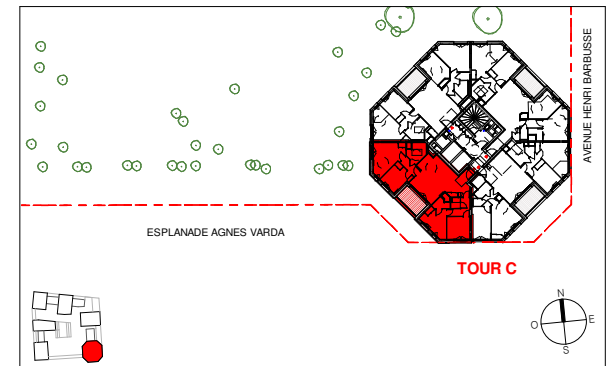 AVENUE HENRI BARBUSSE
ESPLANADE AGNES VARDA
TOUR C
N
O E
S